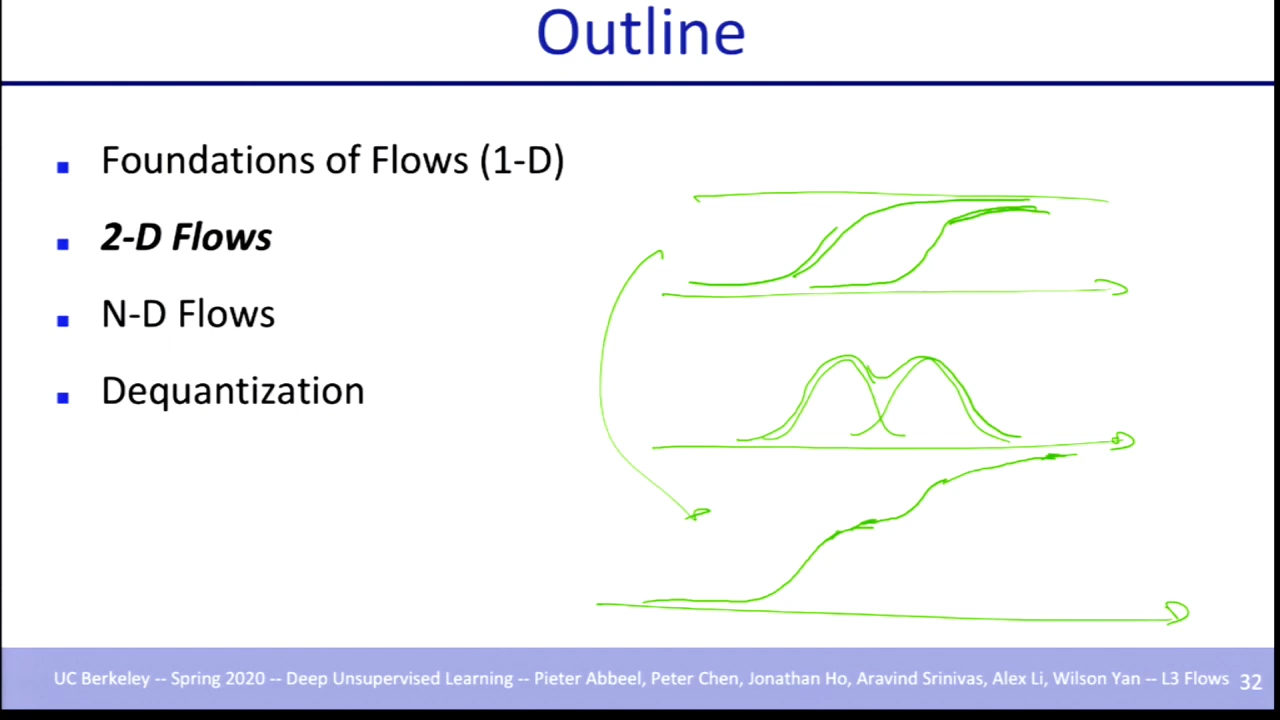 Outline
Foundations of Flows (1-D)
2-D Flows
N-D Flows
Dequantization
UC Berkeley -- Spring 2020 -- Deep Unsupervised Learning -- Pieter Abbeel, Peter Chen, Jonathan Ho, Aravind Srinivas, Alex Li, Wilson Yan -- L3 Flows 32